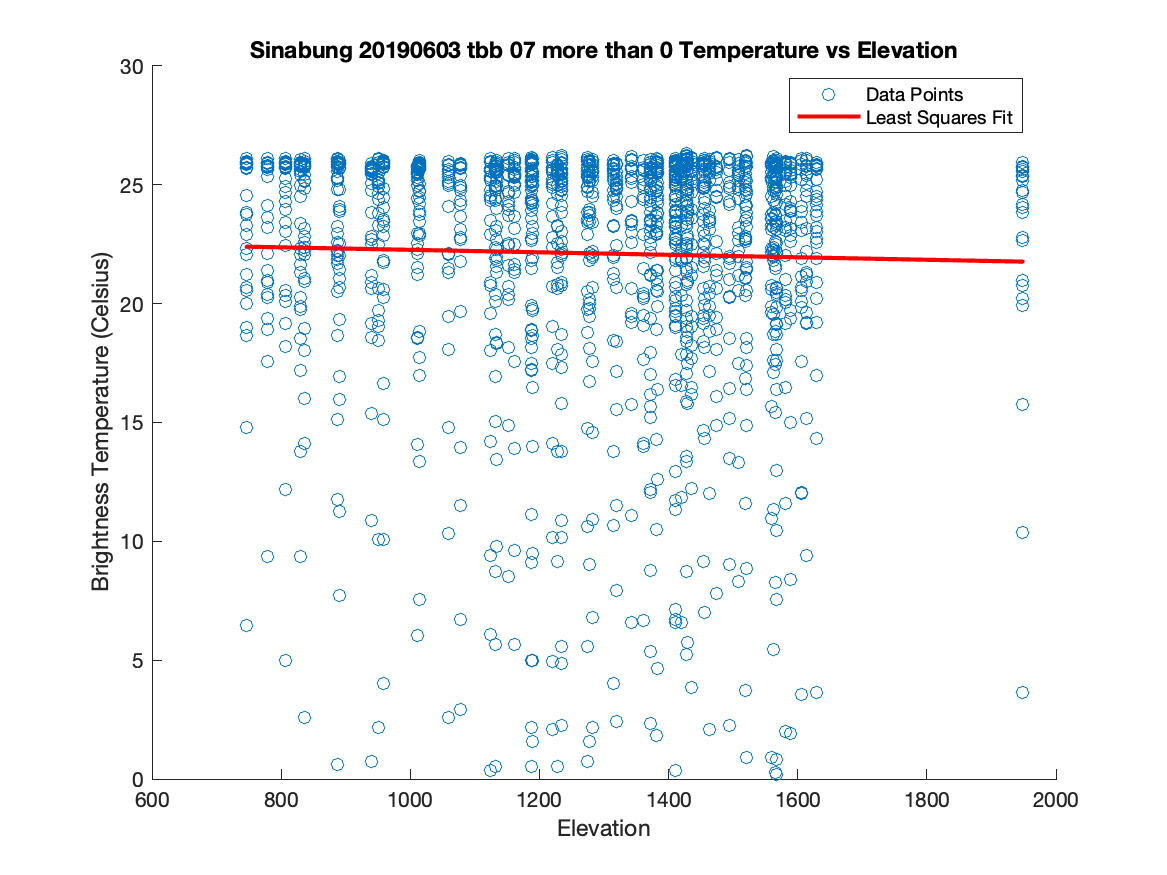 Sinabung 20190603 tbb 07 more than 0 Temperature vs Elevation
Data Points
Least Squares Fit
Brightness Temperature (Celsius)
30
25
20
15
10
5
0
600 800 1000 1200 1400 1600 1800 2000
Elevation